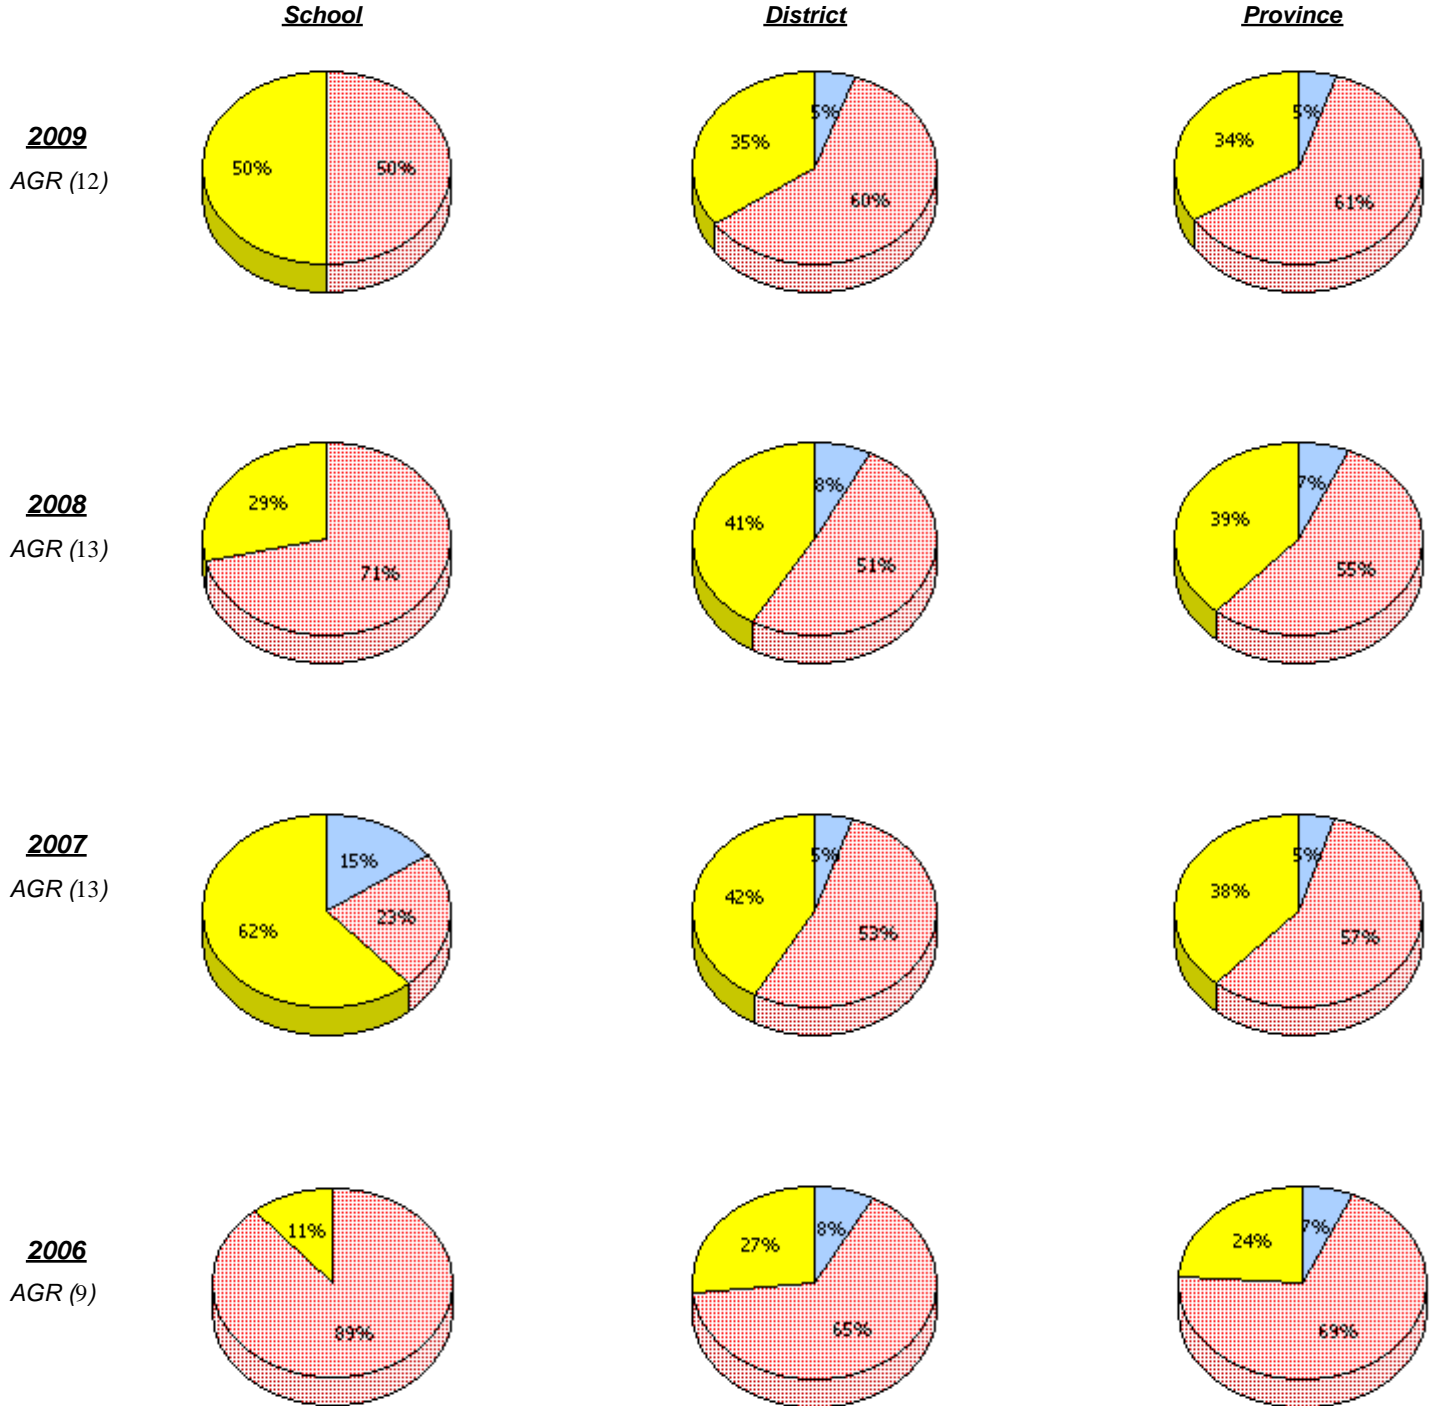 School District Province
2009
AGR (12)
50% 50%
35% 5% 60%
34% 5% 61%
2008
AGR (13)
29% 71%
41% 8% 51%
39% 7% 55%
2007
AGR (13)
62% 15% 23%
42% 5% 53%
38% 5% 57%
2006
AGR (9)
11% 89%
27% 8% 65%
24% 7% 69%